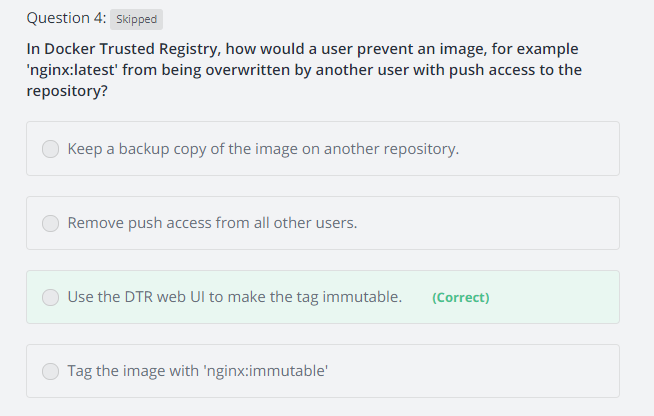 Question 4: Skipped
In Docker Trusted Registry, how would a user prevent an image, for example
'nginx:latest' from being overwritten by another user with push access to the
repository?
Keep a backup copy of the image on another repository.
Remove push access from all other users.
Use the DTR web UI to make the tag immutable. (Correct)
Tag the image with 'nginx:immutable'